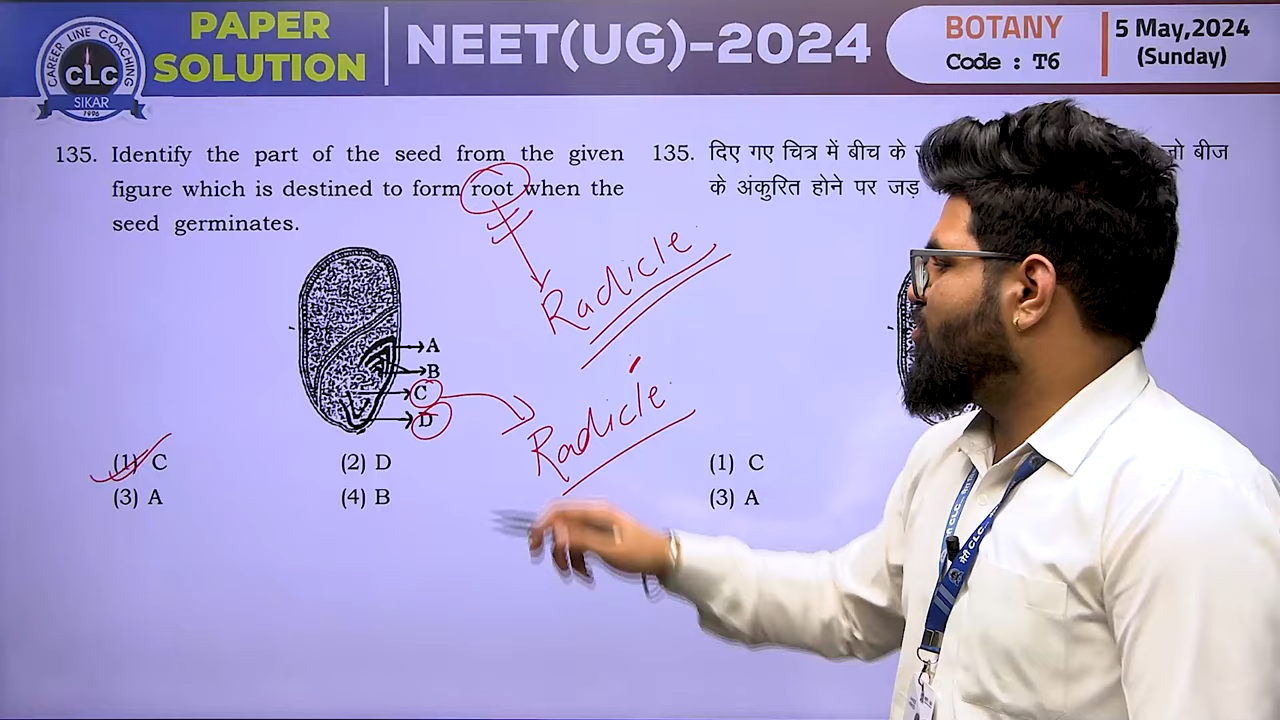 CAREER LINE COACHING
CLC
SIKAR
1996
PAPER
SOLUTION
NEET(UG)-2024
BOTANY
Code : T6
5 May,2024
(Sunday)
135. Identify the part of the seed from the given
figure which is destined to form root when the
seed germinates.
Radicle
A
B
C
D
Radicle
(1) C
(2) D
(3) A
(4) B
135. दिए गए चित्र में बीच के
बीज
के अंकुरित होने पर जड़
(1) C
(3) A
CLC